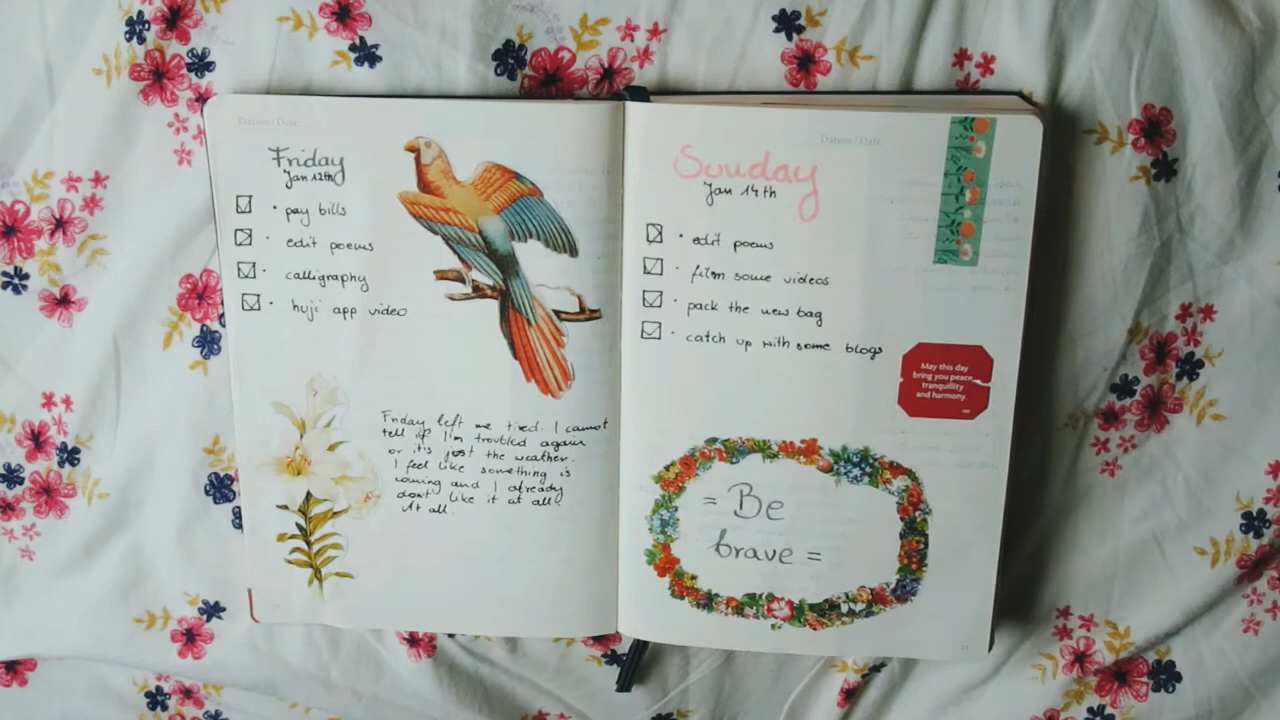 Datum / Date:
Friday
Jan 12th
· pay bills
· edit poems
· calligraphy
· huji app video
Friday left me tired. I cannot
tell if I'm troubled again
or it's just the weather.
I feel like something is
coming and I already
don't like it at all.
At all.
Datum / Date:
Sunday
Jan 14th
· edit poems
· film some videos
· pack the new bag
· catch up with some blogs
May this day
bring you peace,
tranquillity
and harmony.
= Be
brave =